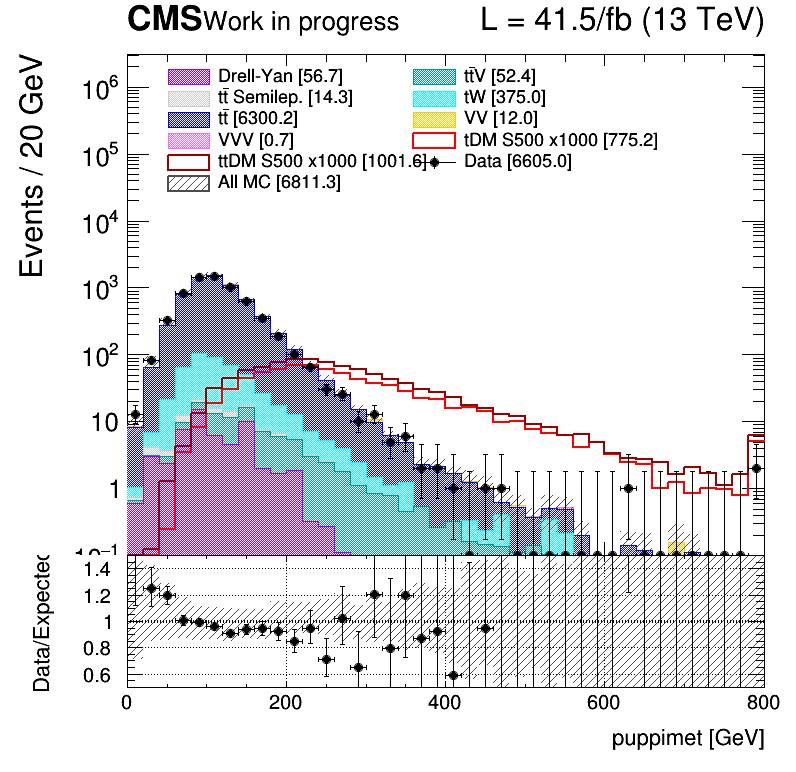 CMS Work in progress L = 41.5/fb (13 TeV)
Events / 20 GeV
Drell-Yan [56.7] tt̄V [52.4]
tt̄ Semilep. [14.3] tW [375.0]
tt̄ [6300.2] VV [12.0]
VVV [0.7] tDM S500 x1000 [775.2]
ttDM S500 x1000 [1001.6] Data [6605.0]
All MC [6811.3]
10⁶
10⁵
10⁴
10³
10²
10
1
10⁻¹
Data/Expected
1.4
1.2
1
0.8
0.6
0 200 400 600 800
puppimet [GeV]